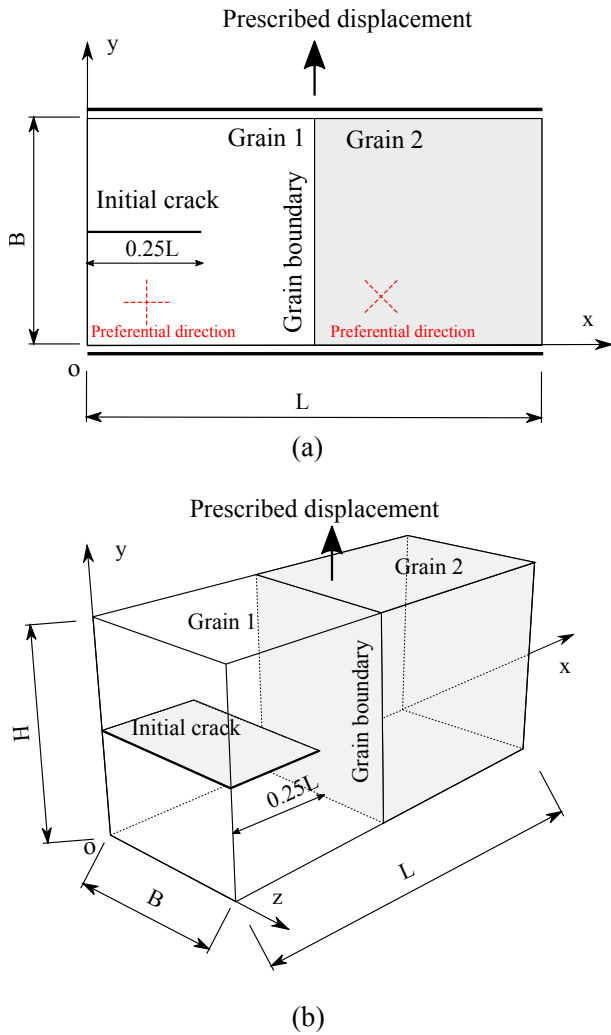 Prescribed displacement
y
Grain 1
Grain 2
Initial crack
0.25L
B
Grain boundary
Preferential direction
Preferential direction
x
o
L
(a)
Prescribed displacement
y
Grain 2
Grain 1
x
Initial crack
Grain boundary
H
0.25L
o
B
z
L
(b)